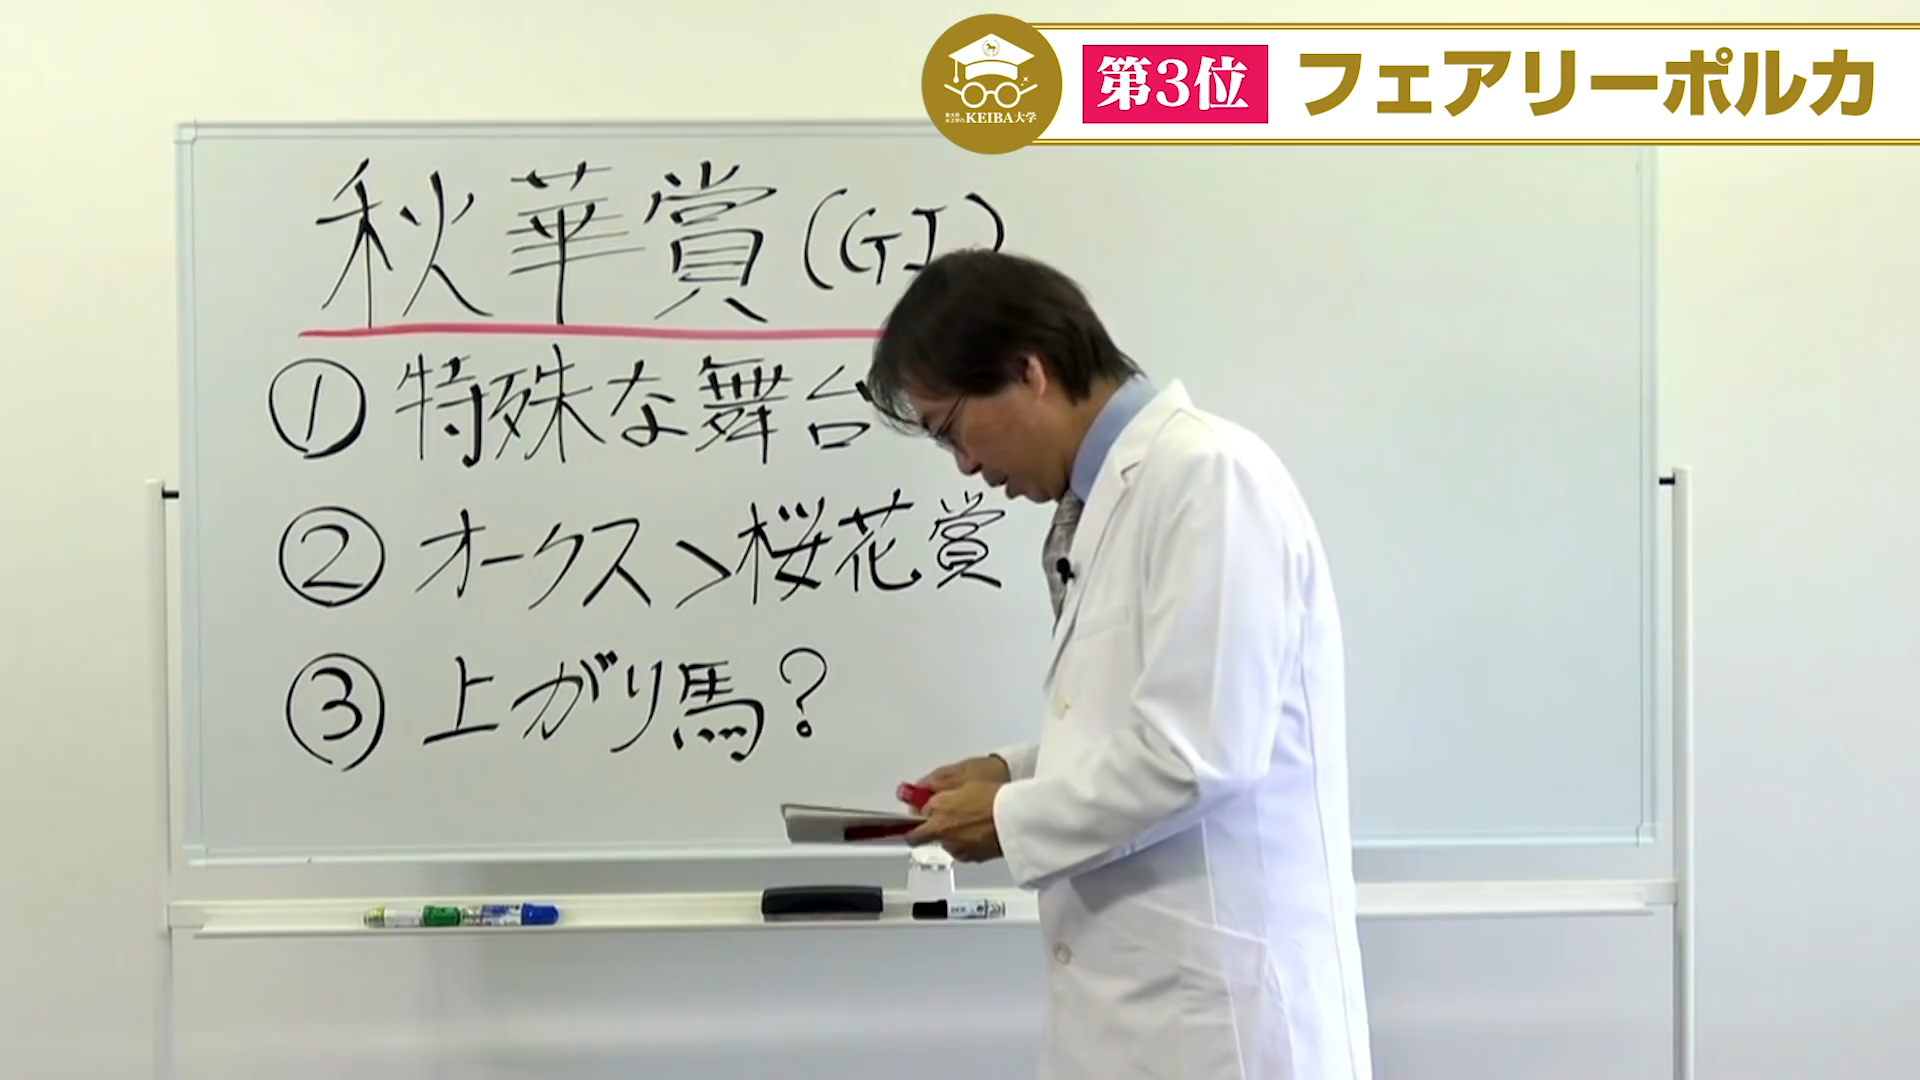 第3位 フェアリーポルカ
KEIBA大学
秋華賞(GI)
① 特殊な舞台
② オークス>桜花賞
③ 上がり馬?